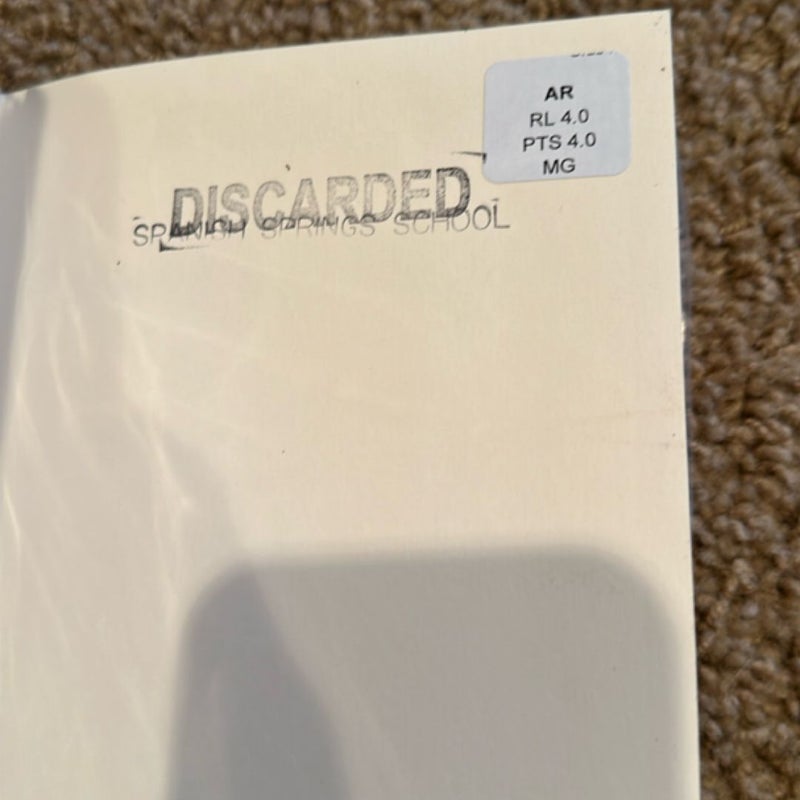 AR
RL 4.0
PTS 4.0
MG
DISCARDED
SPANISH SPRINGS SCHOOL